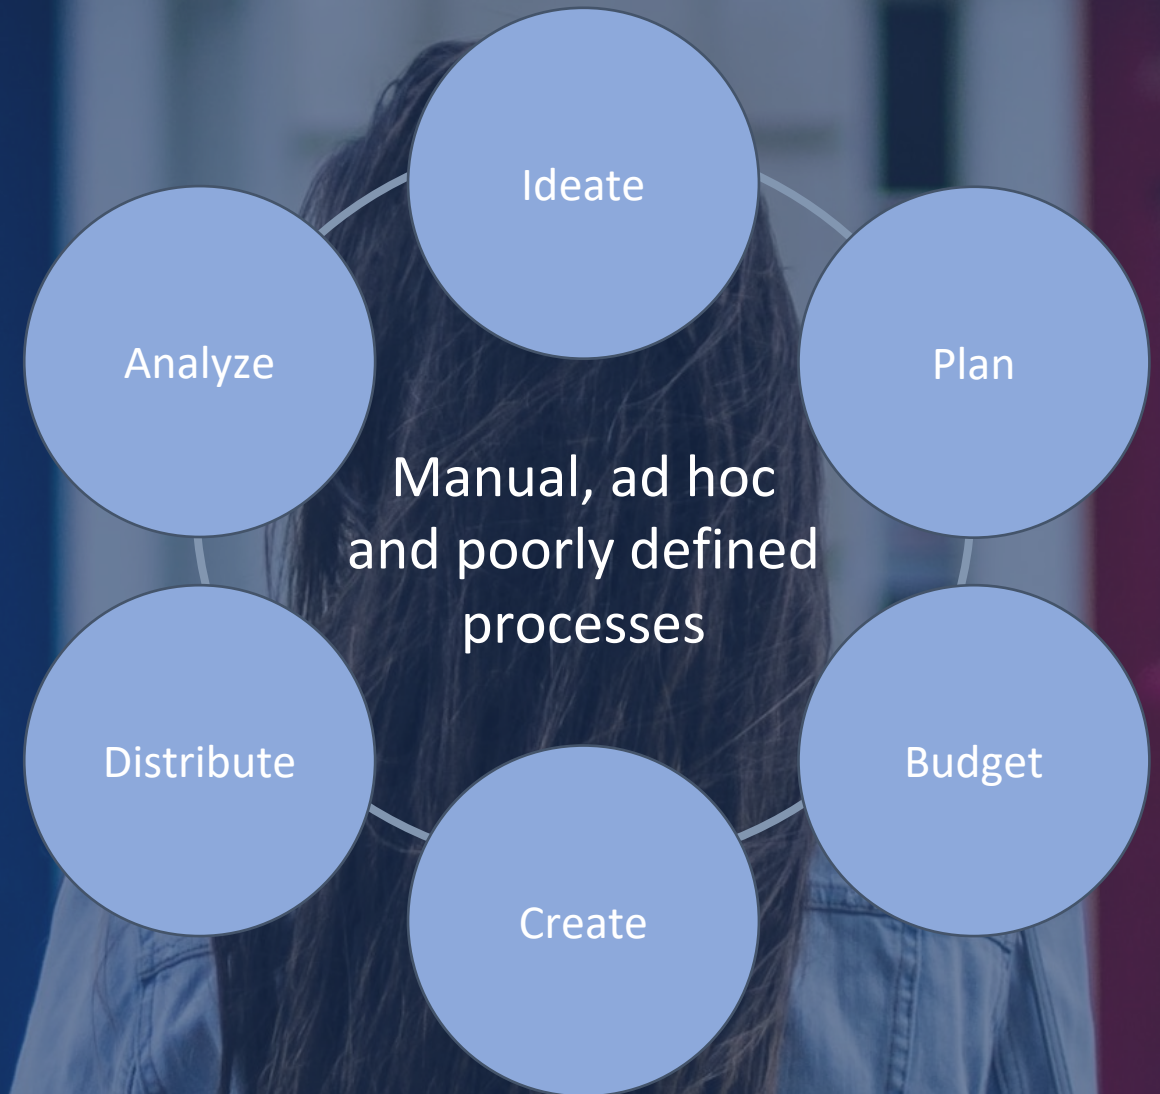 Ideate
Plan
Budget
Create
Distribute
Analyze
Manual, ad hoc
and poorly defined
processes